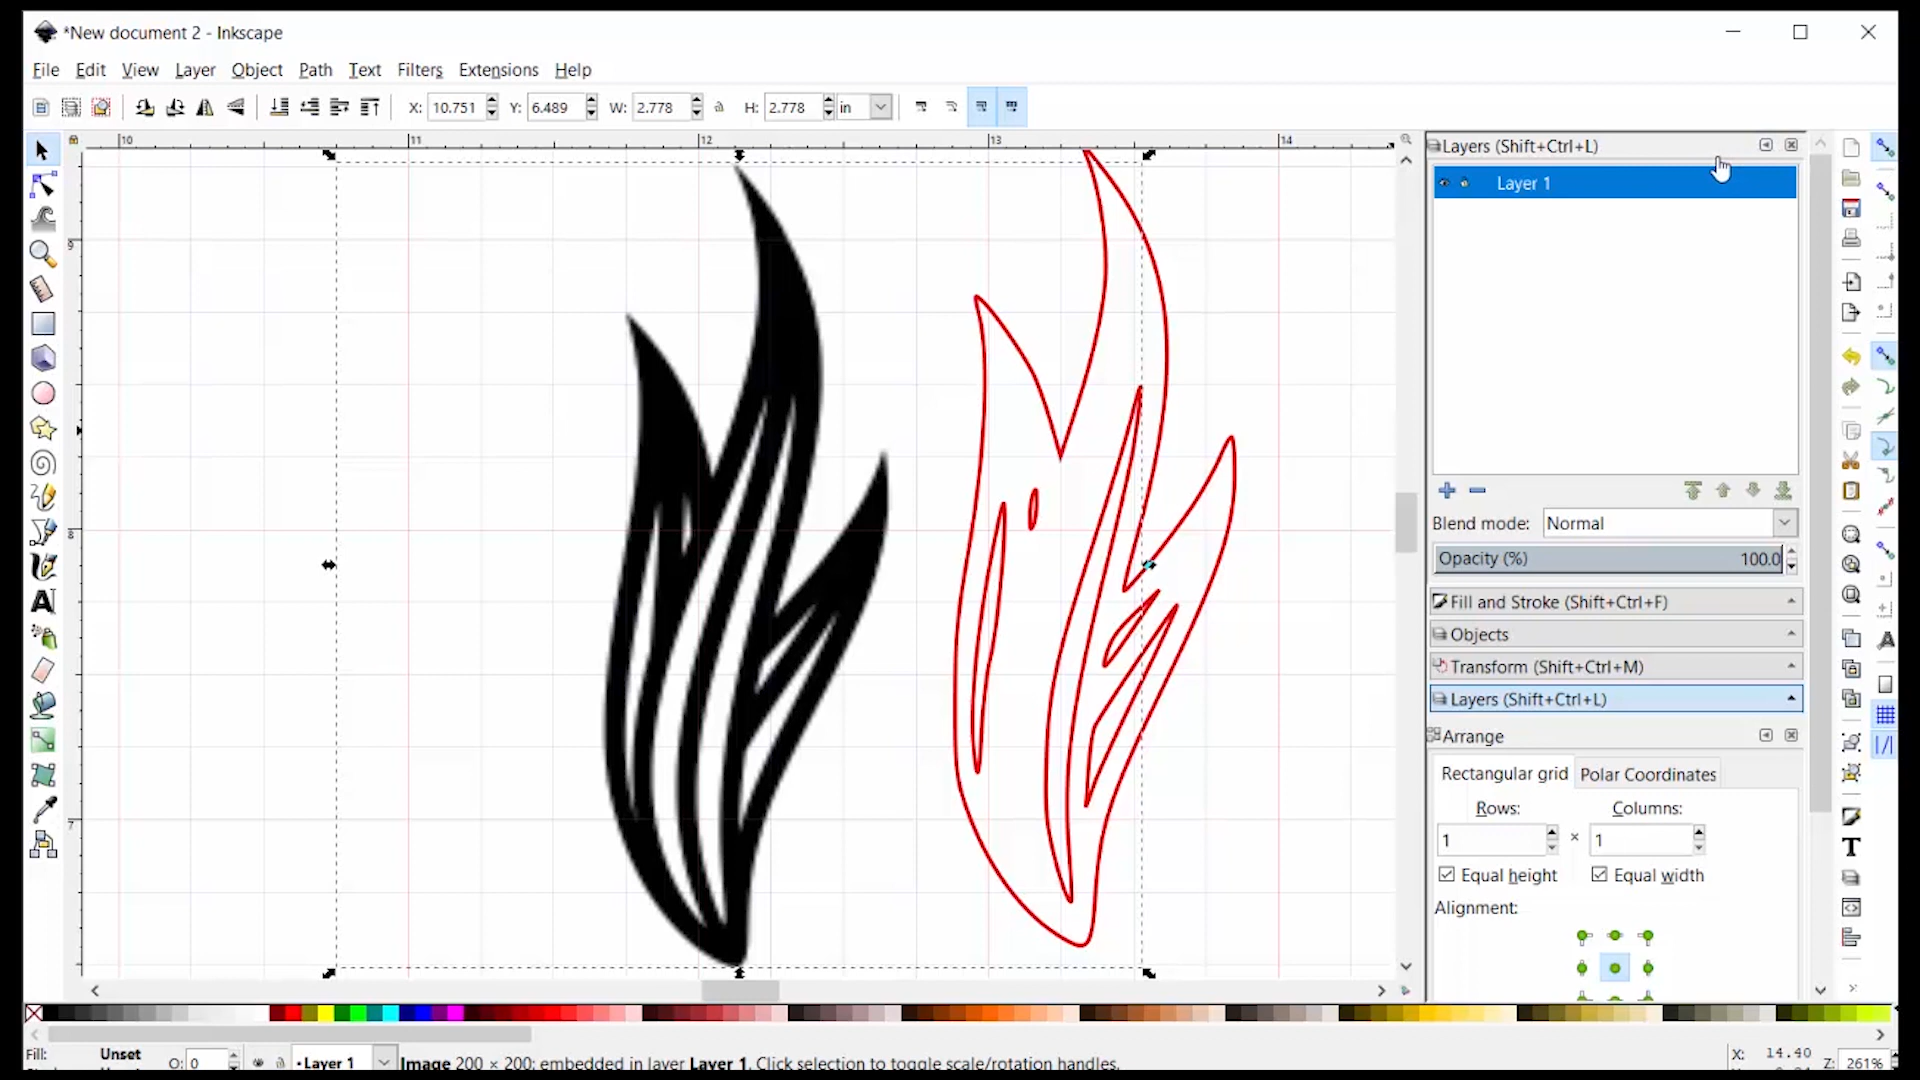 *New document 2 - Inkscape
File Edit View Layer Object Path Text Filters Extensions Help
X: 10.751 Y: 6.489 W: 2.778 H: 2.778 in
10 11 12 13 14
Layers (Shift+Ctrl+L)
Layer 1
Blend mode: Normal
Opacity (%) 100.0
Fill and Stroke (Shift+Ctrl+F)
Objects
Transform (Shift+Ctrl+M)
Layers (Shift+Ctrl+L)
Arrange
Rectangular grid Polar Coordinates
Rows: Columns:
1 × 1
Equal height Equal width
Alignment:
Fill: Unset O: 0 •Layer 1 Image 200 × 200: embedded in layer Layer 1. Click selection to toggle scale/rotation handles. X: 14.40 Z: 261%